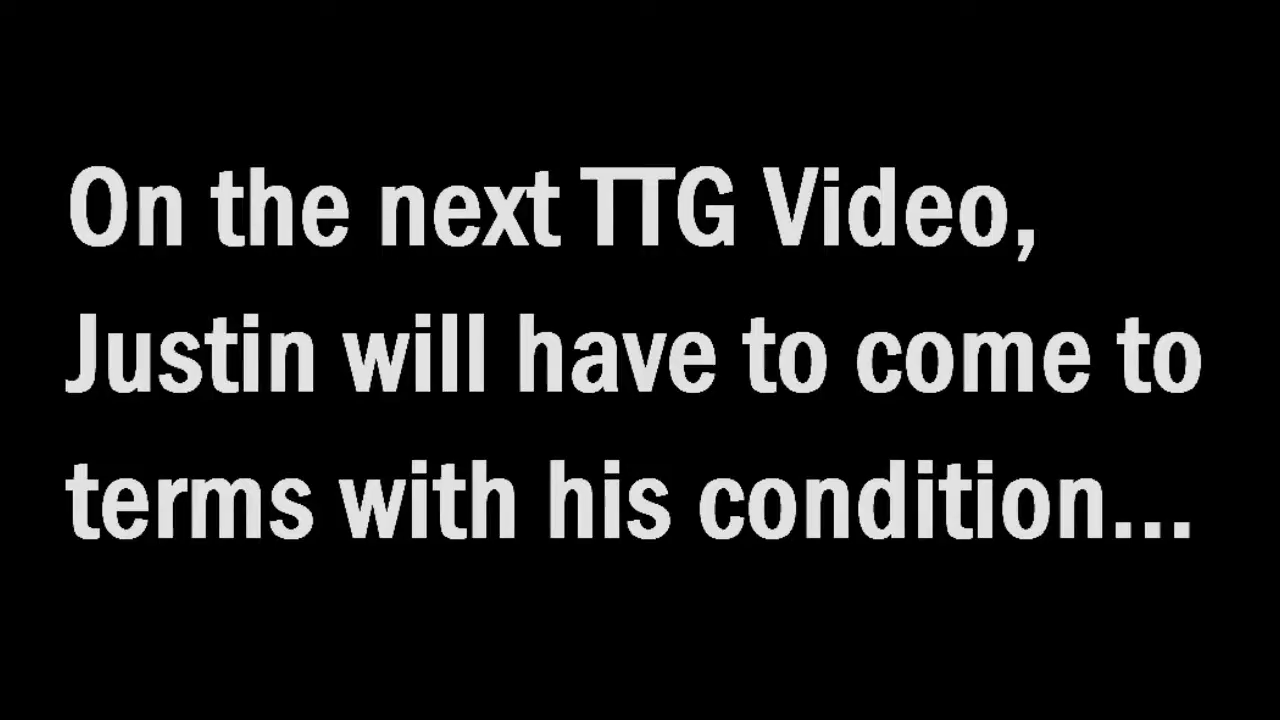 On the next TTG Video,
Justin will have to come to
terms with his condition...